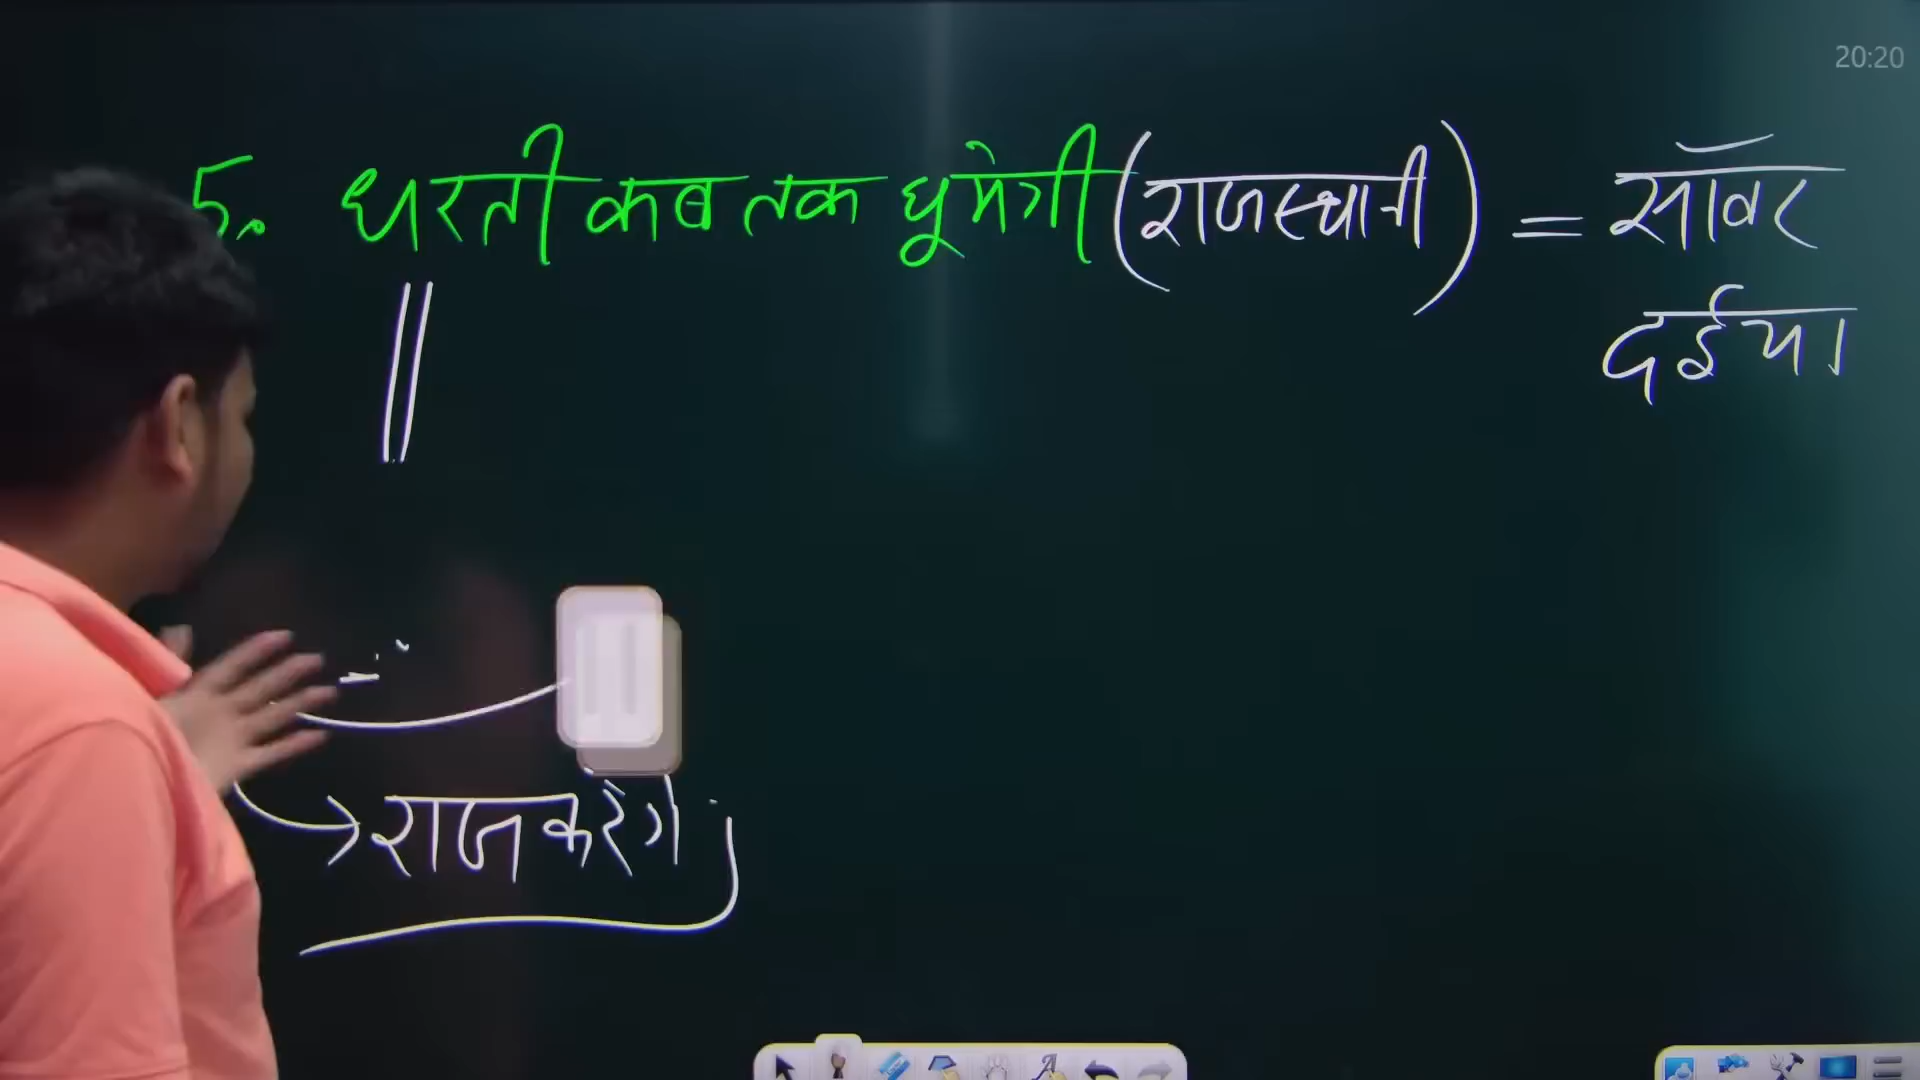 20:20
5. धरती कब तक घूमेगी (राजस्थानी) = साँवर
दईया
राज करेंगे